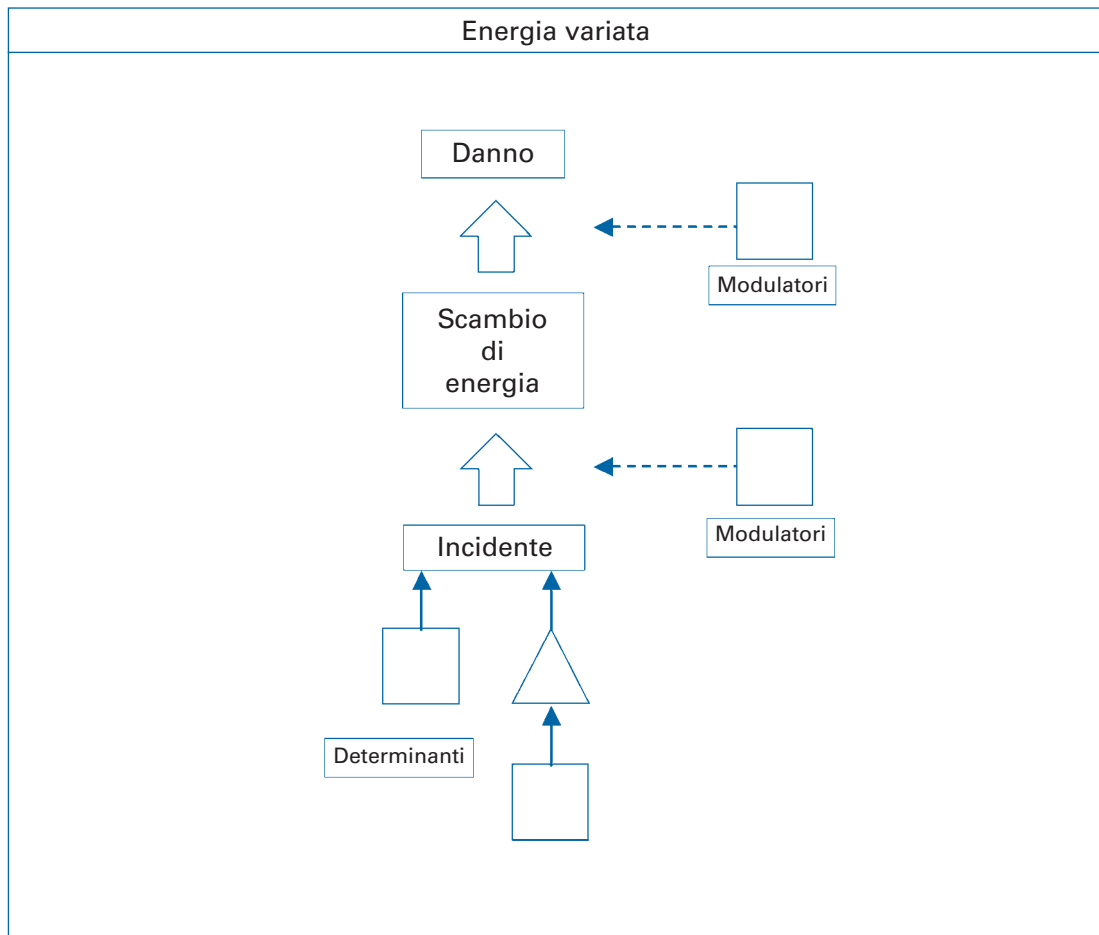 Energia variata
Danno
Modulatori
Scambio
di
energia
Incidente
Modulatori
Determinanti